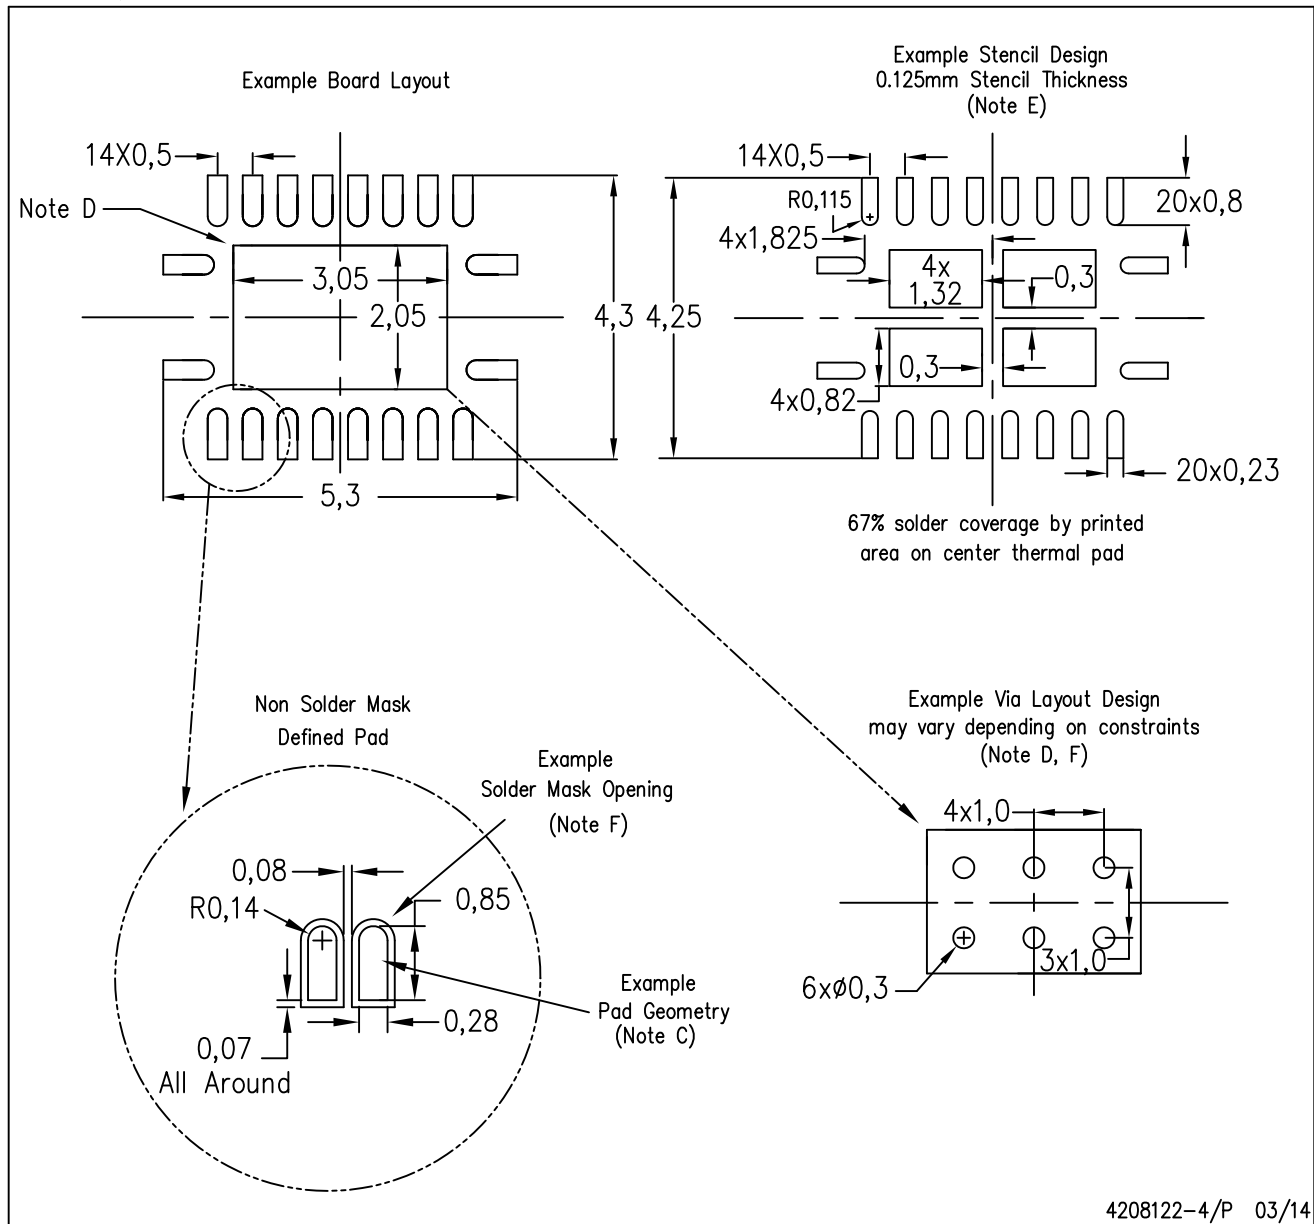 Example Board Layout
14X0,5
Note D
3,05
2,05
4,3
5,3
Example Stencil Design
0.125mm Stencil Thickness
(Note E)
14X0,5
R0,115
20x0,8
4x1,825
4x
1,32
0,3
4,25
0,3
4x0,82
20x0,23
67% solder coverage by printed
area on center thermal pad
Non Solder Mask
Defined Pad
Example
Solder Mask Opening
(Note F)
0,08
R0,14
0,85
0,28
0,07
All Around
Example
Pad Geometry
(Note C)
Example Via Layout Design
may vary depending on constraints
(Note D, F)
4x1,0
3x1,0
6xø0,3
4208122-4/P 03/14